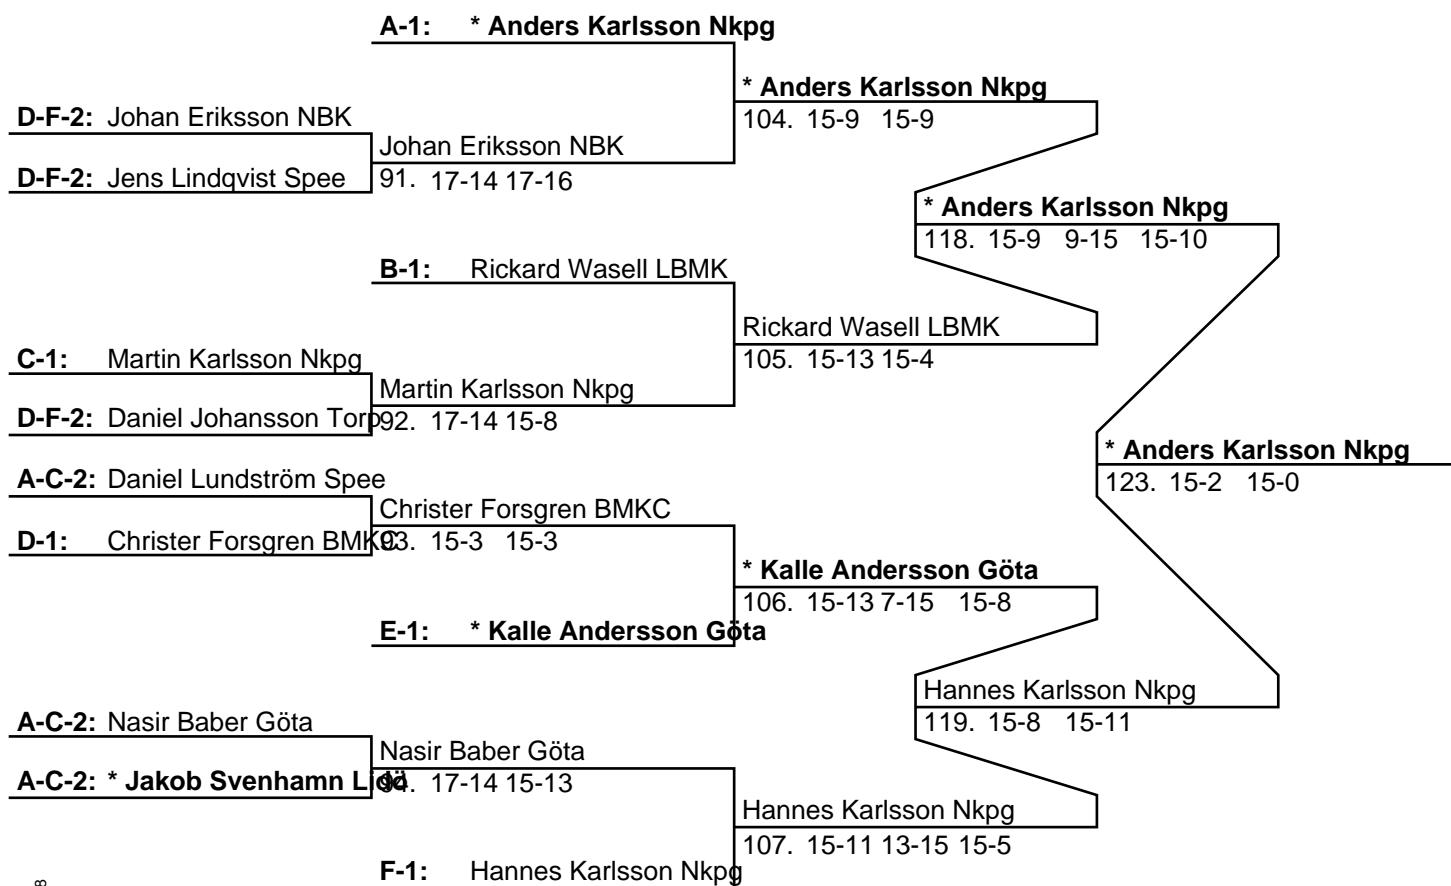 A-1: * Anders Karlsson Nkpg
* Anders Karlsson Nkpg
104. 15-9 15-9
D-F-2: Johan Eriksson NBK
Johan Eriksson NBK
91. 17-14 17-16
D-F-2: Jens Lindqvist Spee
* Anders Karlsson Nkpg
118. 15-9 9-15 15-10
B-1: Rickard Wasell LBMK
Rickard Wasell LBMK
105. 15-13 15-4
C-1: Martin Karlsson Nkpg
Martin Karlsson Nkpg
92. 17-14 15-8
D-F-2: Daniel Johansson Torp
* Anders Karlsson Nkpg
123. 15-2 15-0
A-C-2: Daniel Lundström Spee
Christer Forsgren BMKC
93. 15-3 15-3
D-1: Christer Forsgren BMKC
* Kalle Andersson Göta
106. 15-13 7-15 15-8
E-1: * Kalle Andersson Göta
Hannes Karlsson Nkpg
119. 15-8 15-11
A-C-2: Nasir Baber Göta
Nasir Baber Göta
94. 17-14 15-13
A-C-2: * Jakob Svenhamn Lidö
Hannes Karlsson Nkpg
107. 15-11 13-15 15-5
F-1: Hannes Karlsson Nkpg